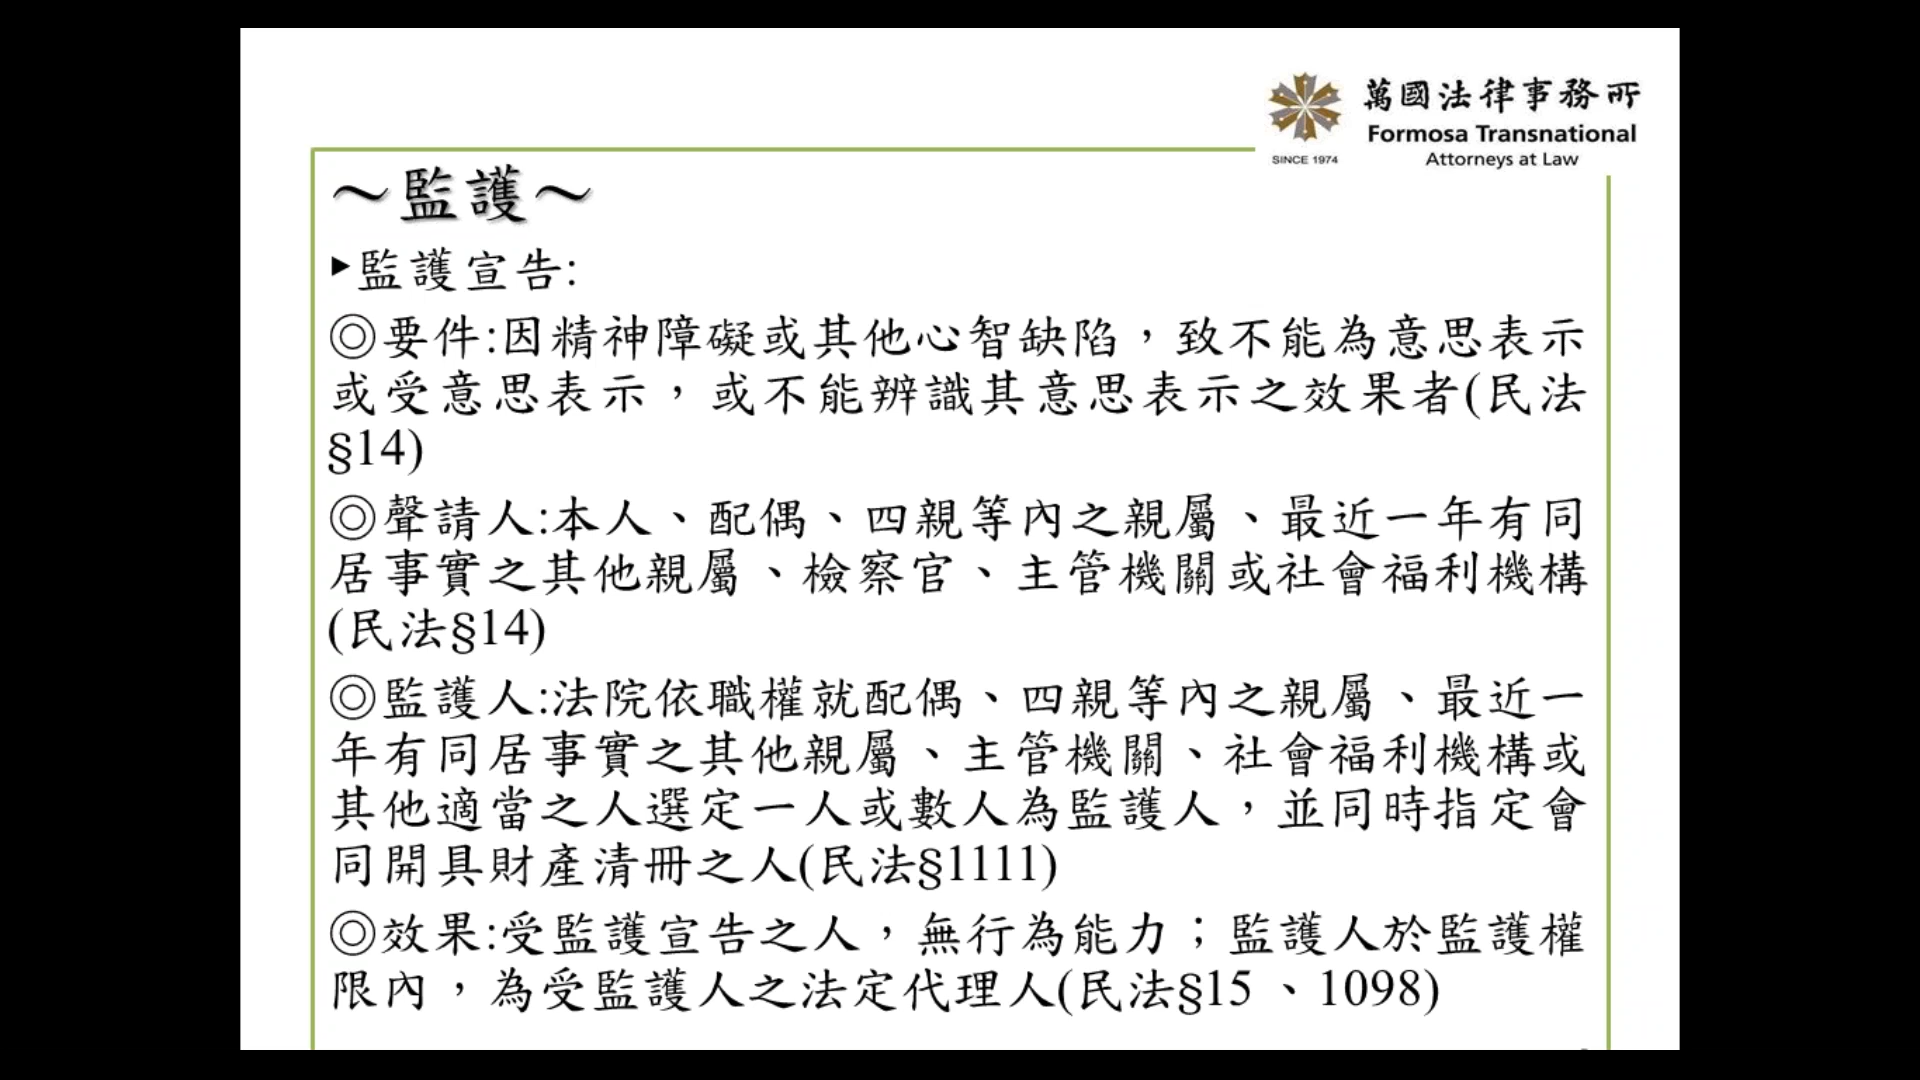 萬國法律事務所
Formosa Transnational
Attorneys at Law
SINCE 1974
～監護～
▸監護宣告:
◎要件:因精神障礙或其他心智缺陷，致不能為意思表示
或受意思表示，或不能辨識其意思表示之效果者(民法
§14)
◎聲請人:本人、配偶、四親等內之親屬、最近一年有同
居事實之其他親屬、檢察官、主管機關或社會福利機構
(民法§14)
◎監護人:法院依職權就配偶、四親等內之親屬、最近一
年有同居事實之其他親屬、主管機關、社會福利機構或
其他適當之人選定一人或數人為監護人，並同時指定會
同開具財產清冊之人(民法§1111)
◎效果:受監護宣告之人，無行為能力；監護人於監護權
限內，為受監護人之法定代理人(民法§15 、1098)